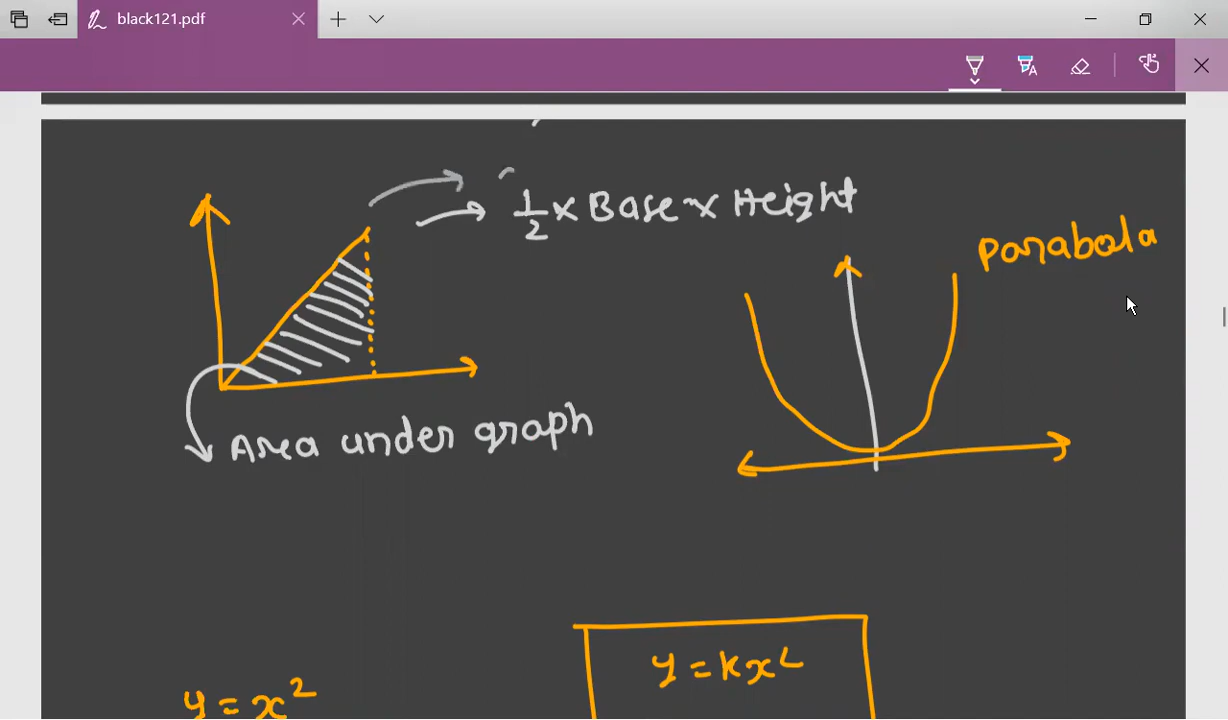 black121.pdf
1/2 x Base x Height
Parabola
Area under graph
y = kx²
y = x²